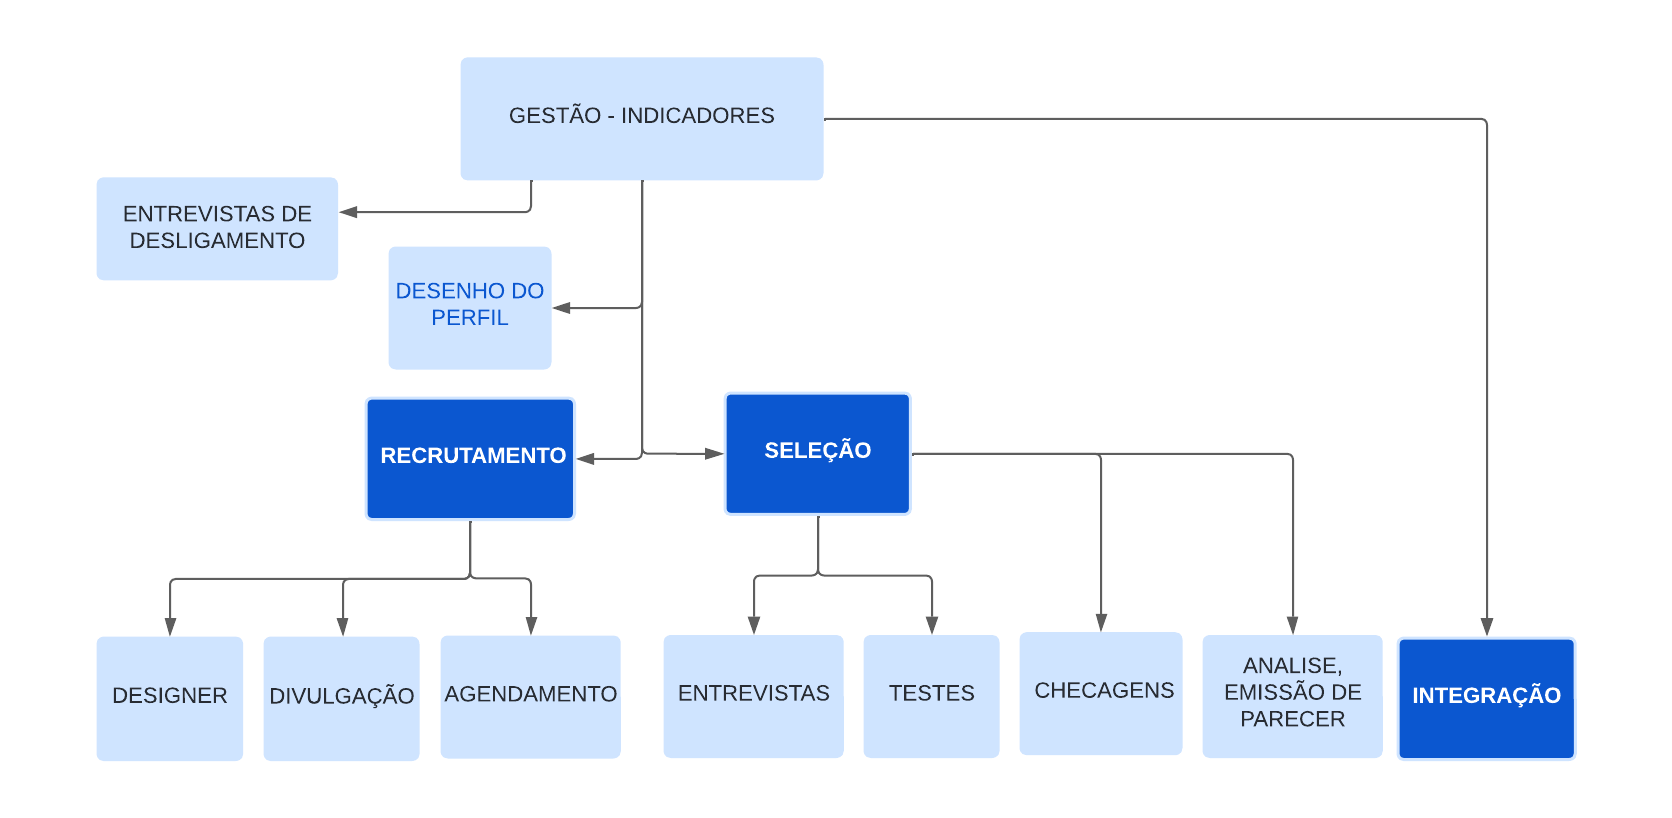 GESTÃO - INDICADORES
ENTREVISTAS DE
DESLIGAMENTO
DESENHO DO
PERFIL
RECRUTAMENTO
SELEÇÃO
DESIGNER
DIVULGAÇÃO
AGENDAMENTO
ENTREVISTAS
TESTES
CHECAGENS
ANALISE,
EMISSÃO DE
PARECER
INTEGRAÇÃO